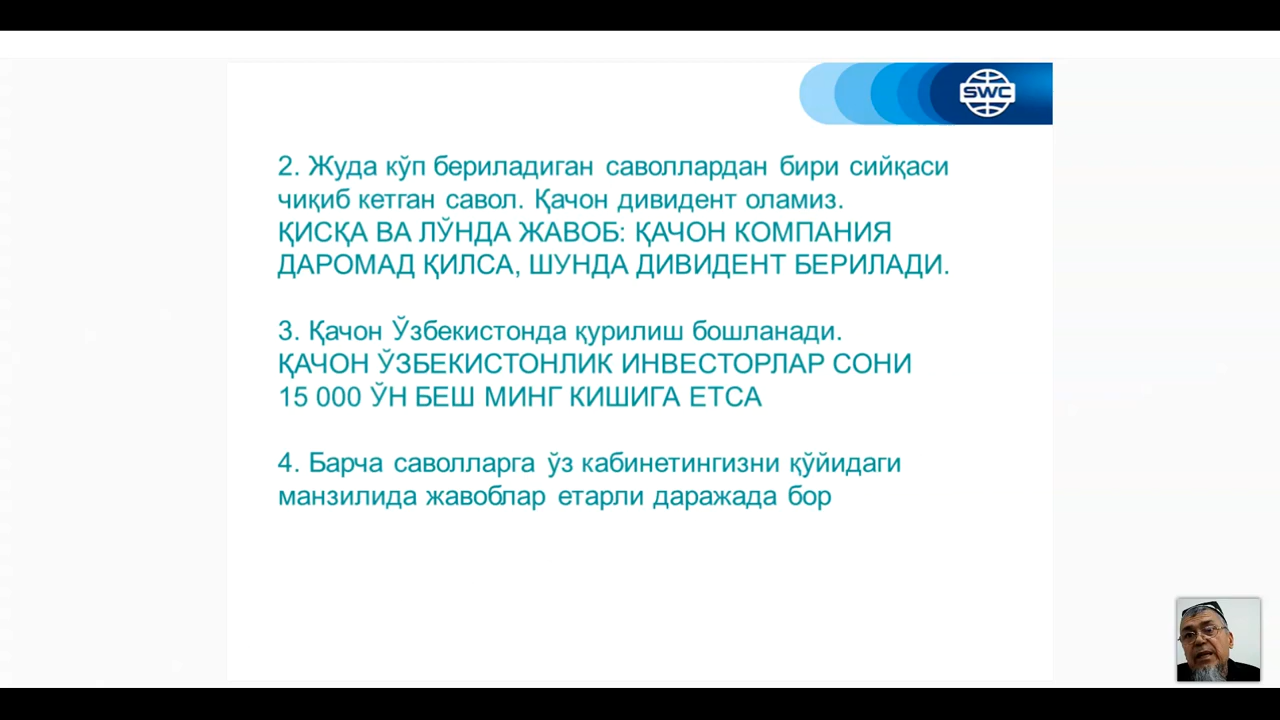 SWC
2. Жуда кўп бериладиган саволлардан бири сийқаси
чиқиб кетган савол. Қачон дивидент оламиз.
ҚИСҚА ВА ЛЎНДА ЖАВОБ: ҚАЧОН КОМПАНИЯ
ДАРОМАД ҚИЛСА, ШУНДА ДИВИДЕНТ БЕРИЛАДИ.
3. Қачон Ўзбекистонда қурилиш бошланади.
ҚАЧОН ЎЗБЕКИСТОНЛИК ИНВЕСТОРЛАР СОНИ
15 000 ЎН БЕШ МИНГ КИШИГА ЕТСА
4. Барча саволларга ўз кабинетингизни қўйидаги
манзилида жавоблар етарли даражада бор